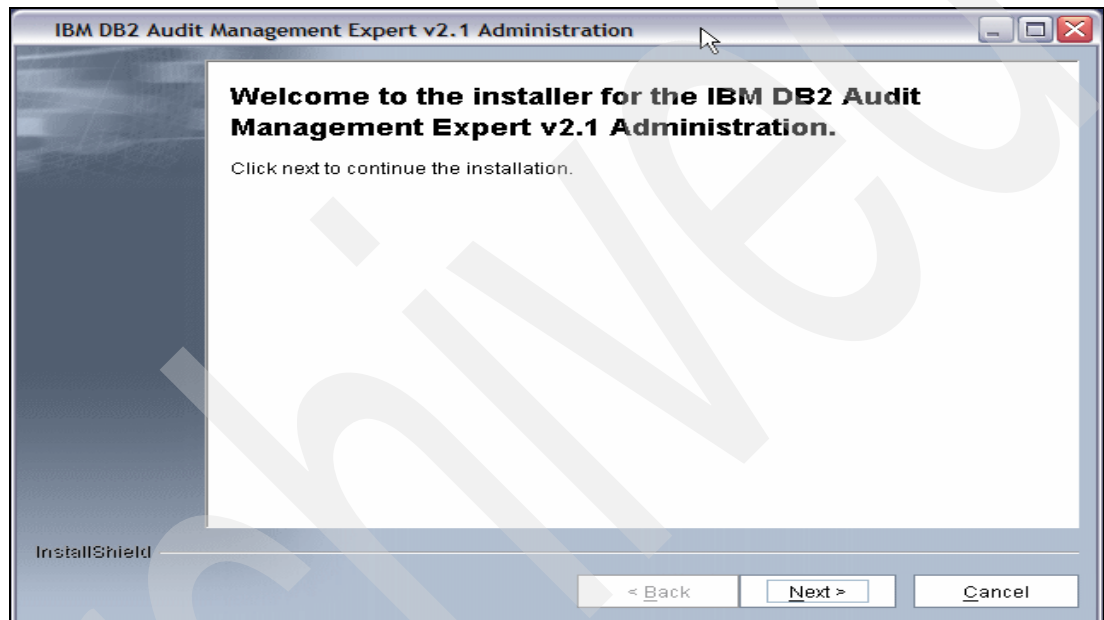 IBM DB2 Audit Management Expert v2.1 Administration
Welcome to the installer for the IBM DB2 Audit
Management Expert v2.1 Administration.
Click next to continue the installation.
InstallShield
< Back
Next >
Cancel